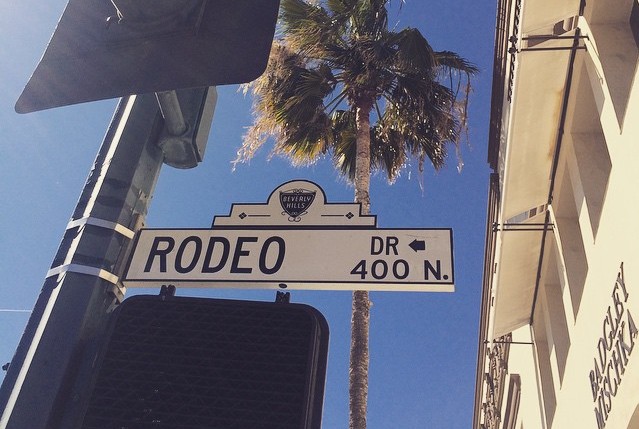 BEVERLY
HILLS
RODEO DR ←
400 N.
BADGLEY
MISCHKA